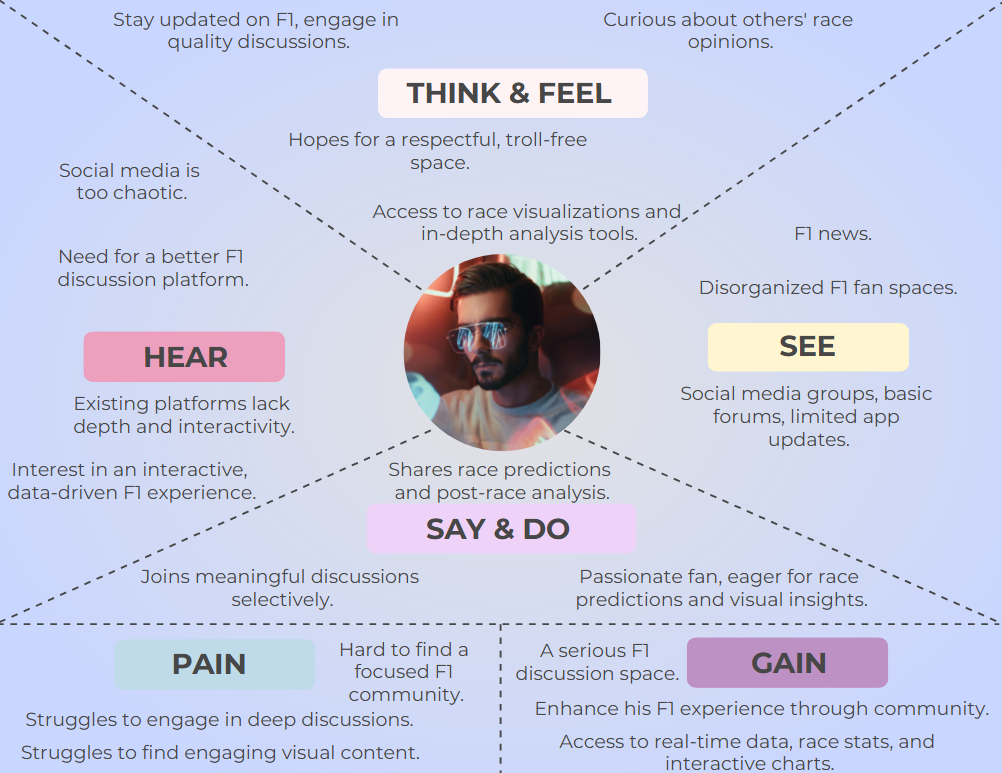 Stay updated on F1, engage in
quality discussions.
Curious about others' race
opinions.
THINK & FEEL
Hopes for a respectful, troll-free
space.
Access to race visualizations and
in-depth analysis tools.
Social media is
too chaotic.
Need for a better F1
discussion platform.
HEAR
Existing platforms lack
depth and interactivity.
Interest in an interactive,
data-driven F1 experience.
F1 news.
Disorganized F1 fan spaces.
SEE
Social media groups, basic
forums, limited app
updates.
Shares race predictions
and post-race analysis.
SAY & DO
Joins meaningful discussions
selectively.
Passionate fan, eager for race
predictions and visual insights.
PAIN
Hard to find a
focused F1
community.
Struggles to engage in deep discussions.
Struggles to find engaging visual content.
A serious F1
discussion space.
GAIN
Enhance his F1 experience through community.
Access to real-time data, race stats, and
interactive charts.